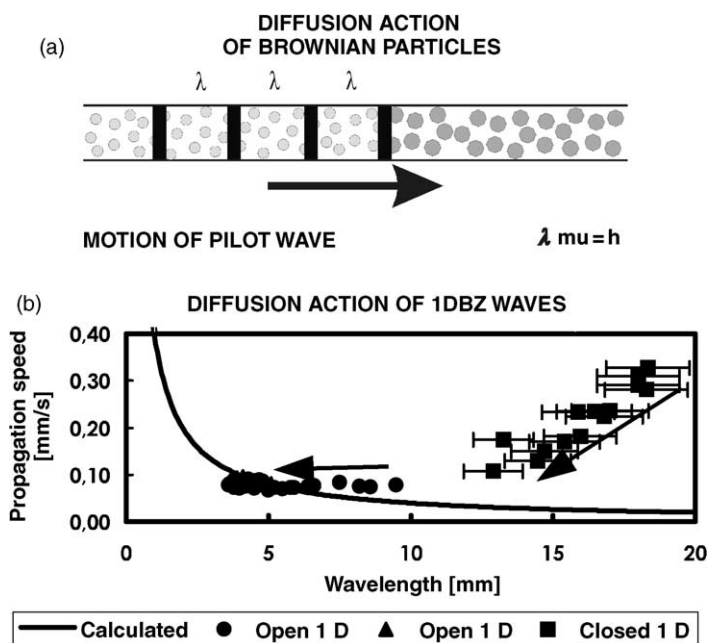 DIFFUSION ACTION
OF BROWNIAN PARTICLES
(a)
λ λ λ
MOTION OF PILOT WAVE λ mu = h
(b) DIFFUSION ACTION OF 1DBZ WAVES
Propagation speed
[mm/s]
0,40
0,30
0,20
0,10
0,00
0 5 10 15 20
Wavelength [mm]
Calculated Open 1 D Open 1 D Closed 1 D